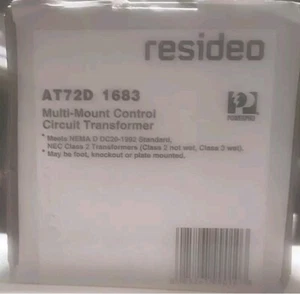 resideo
AT72D 1683
Multi-Mount Control
Circuit Transformer
* Meets NEMA D DC20-1992 Standard,
NEC Class 2 Transformers (Class 2 not wet, Class 3 wet).
* May be foot, knockout or plate mounted.